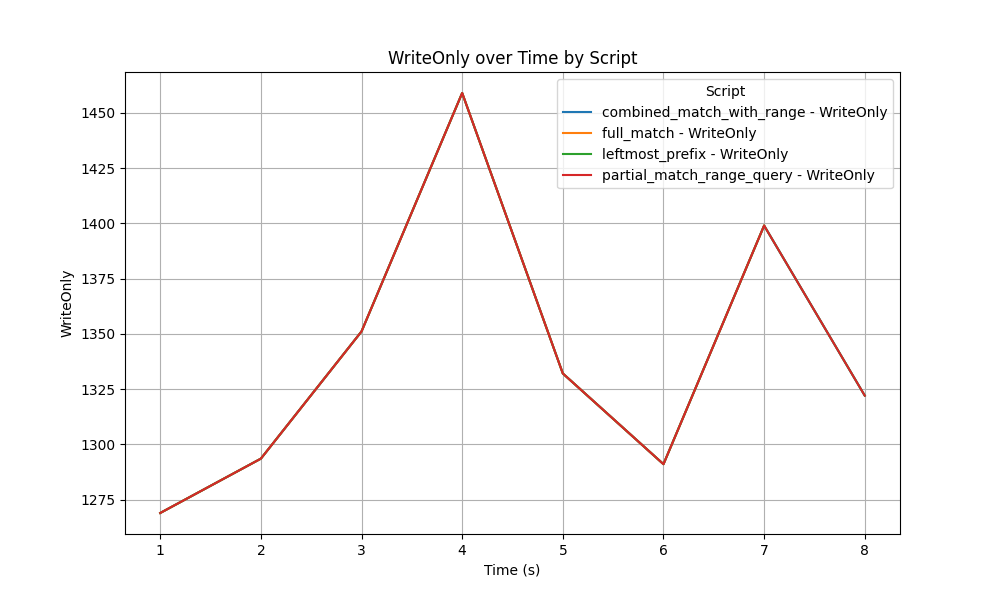 WriteOnly over Time by Script
Script
combined_match_with_range - WriteOnly
full_match - WriteOnly
leftmost_prefix - WriteOnly
partial_match_range_query - WriteOnly
WriteOnly
1450
1425
1400
1375
1350
1325
1300
1275
1 2 3 4 5 6 7 8
Time (s)